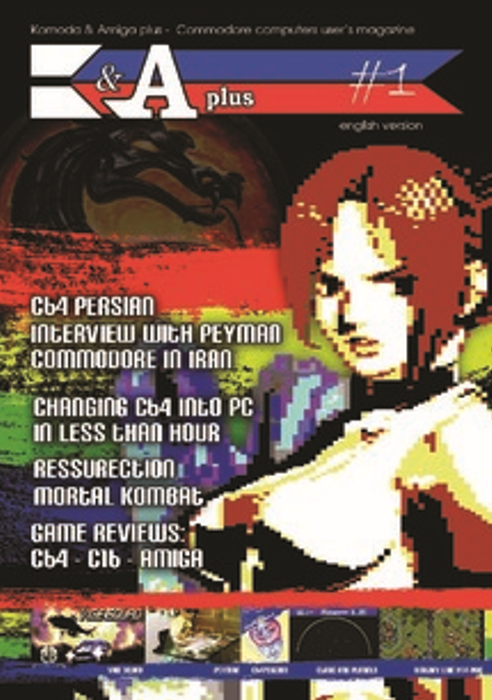 Komoda & Amiga plus - Commodore computers user's magazine
K&A plus
#1
english version
C64 PERSIAN
INTERVIEW WITH PEYMAN
COMMODORE IN IRAN
CHANGING C64 INTO PC
IN LESS THAN HOUR
RESSURECTION
MORTAL KOMBAT
GAME REVIEWS:
C64 - C16 - AMIGA